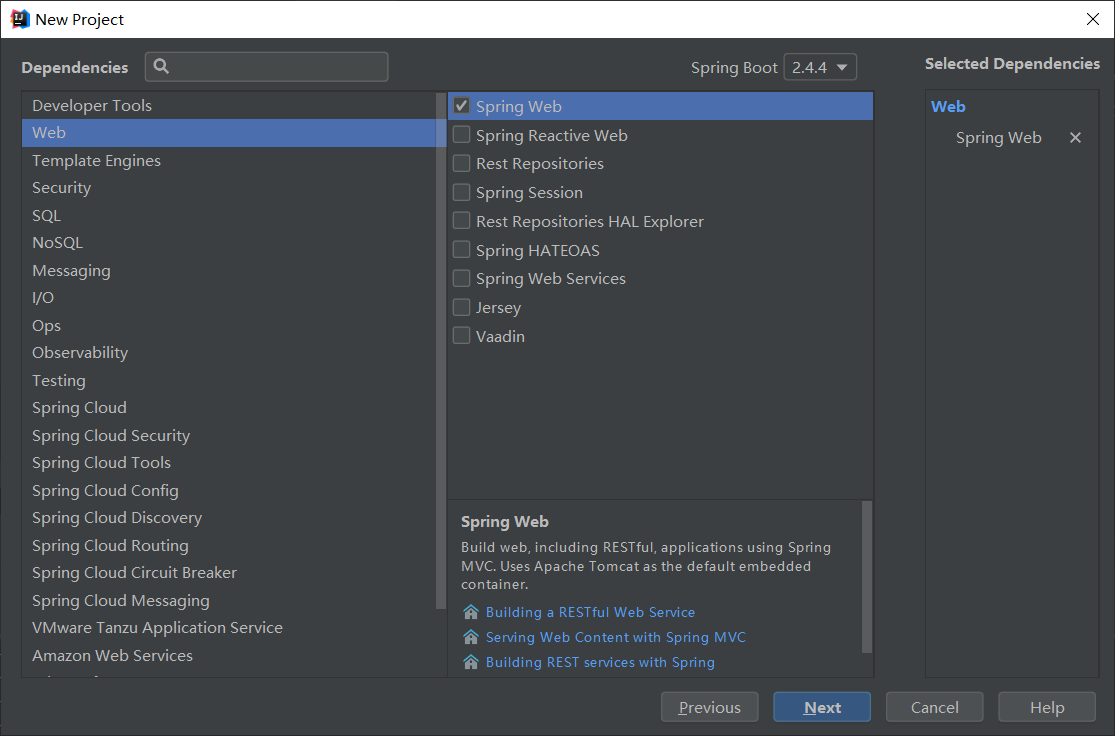 New Project
Dependencies
Spring Boot 2.4.4
Selected Dependencies
Developer Tools
Web
Template Engines
Security
SQL
NoSQL
Messaging
I/O
Ops
Observability
Testing
Spring Cloud
Spring Cloud Security
Spring Cloud Tools
Spring Cloud Config
Spring Cloud Discovery
Spring Cloud Routing
Spring Cloud Circuit Breaker
Spring Cloud Messaging
VMware Tanzu Application Service
Amazon Web Services
Spring Web
Spring Reactive Web
Rest Repositories
Spring Session
Rest Repositories HAL Explorer
Spring HATEOAS
Spring Web Services
Jersey
Vaadin
Spring Web
Build web, including RESTful, applications using Spring
MVC. Uses Apache Tomcat as the default embedded
container.
Building a RESTful Web Service
Serving Web Content with Spring MVC
Building REST services with Spring
Web
Spring Web
Previous
Next
Cancel
Help